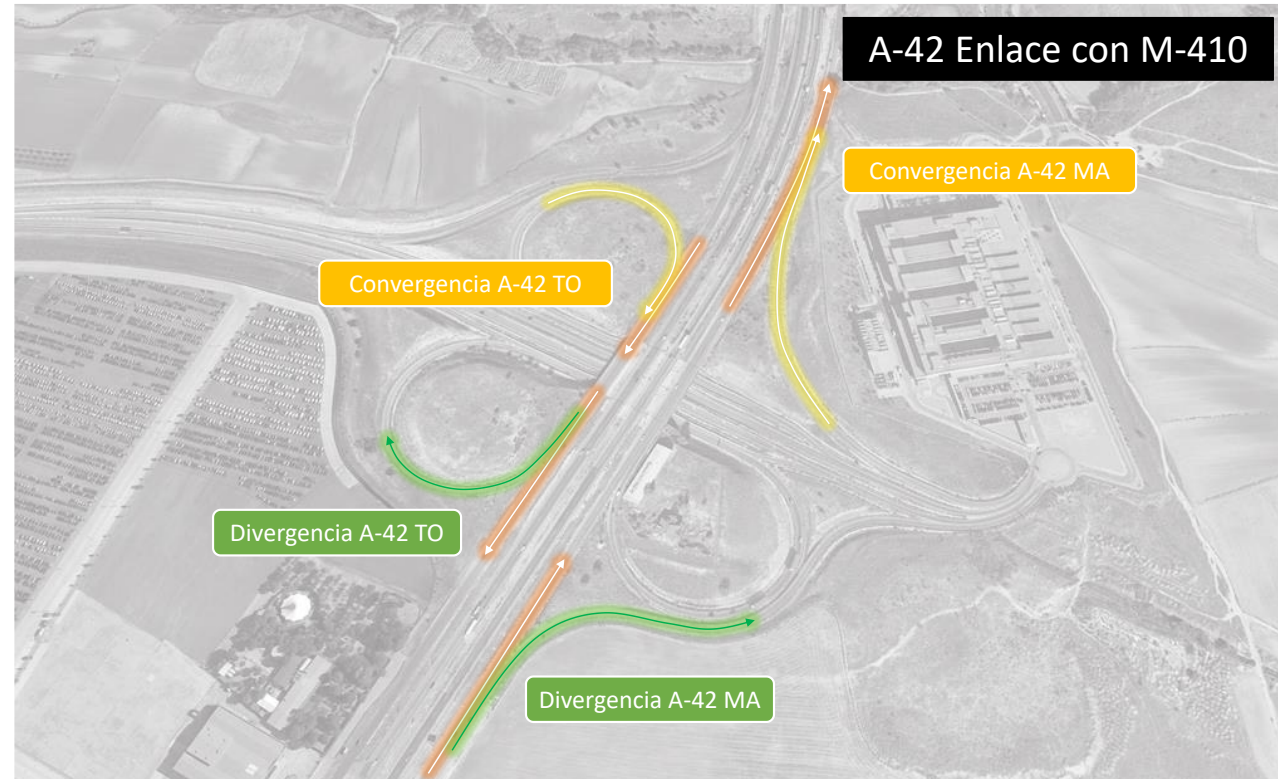 A-42 Enlace con M-410
Convergencia A-42 MA
Convergencia A-42 TO
Divergencia A-42 TO
Divergencia A-42 MA